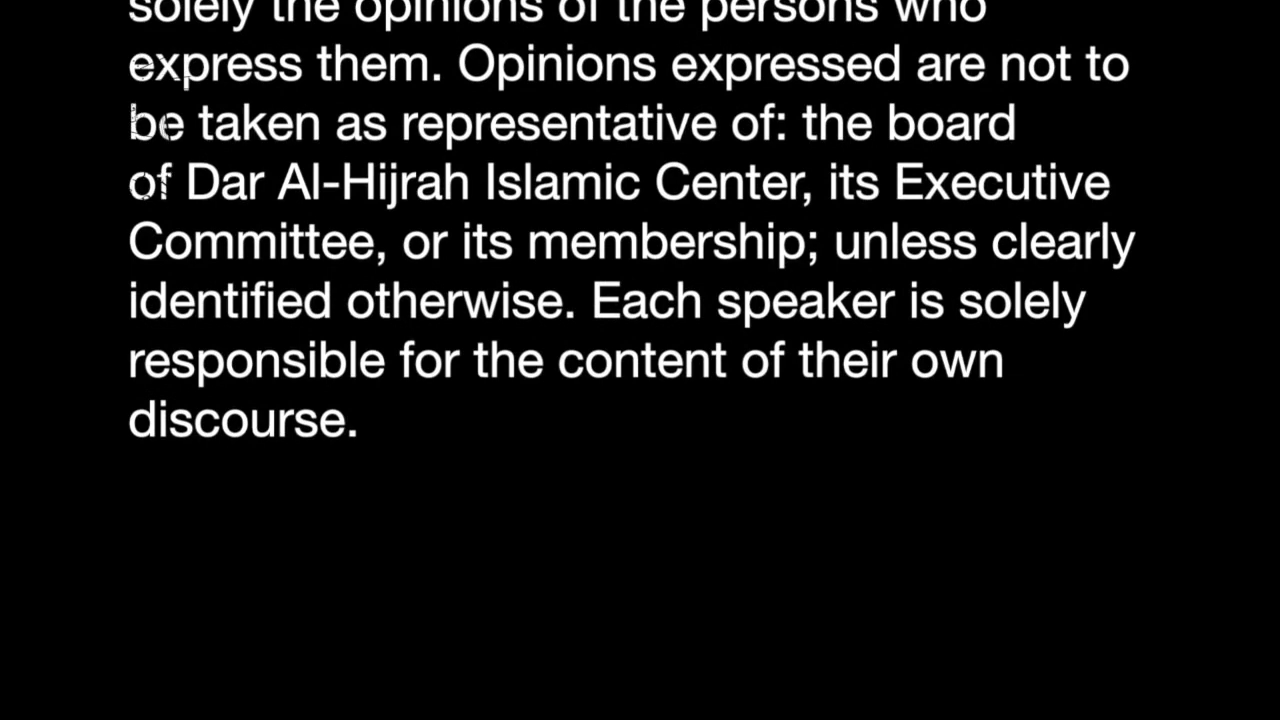 solely the opinions of the persons who
express them. Opinions expressed are not to
be taken as representative of: the board
of Dar Al-Hijrah Islamic Center, its Executive
Committee, or its membership; unless clearly
identified otherwise. Each speaker is solely
responsible for the content of their own
discourse.